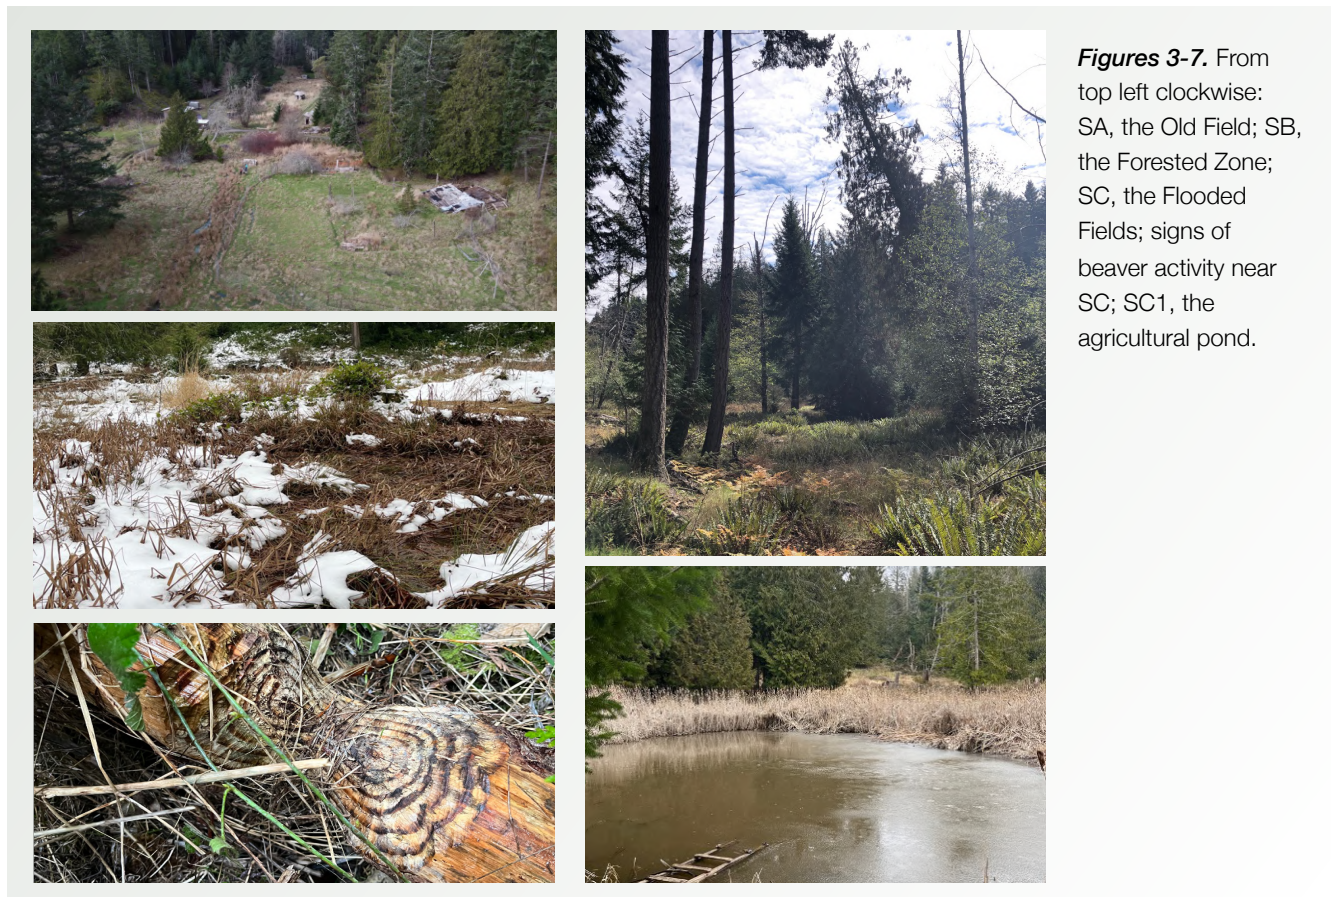 Figures 3-7. From
top left clockwise:
SA, the Old Field; SB,
the Forested Zone;
SC, the Flooded
Fields; signs of
beaver activity near
SC; SC1, the
agricultural pond.